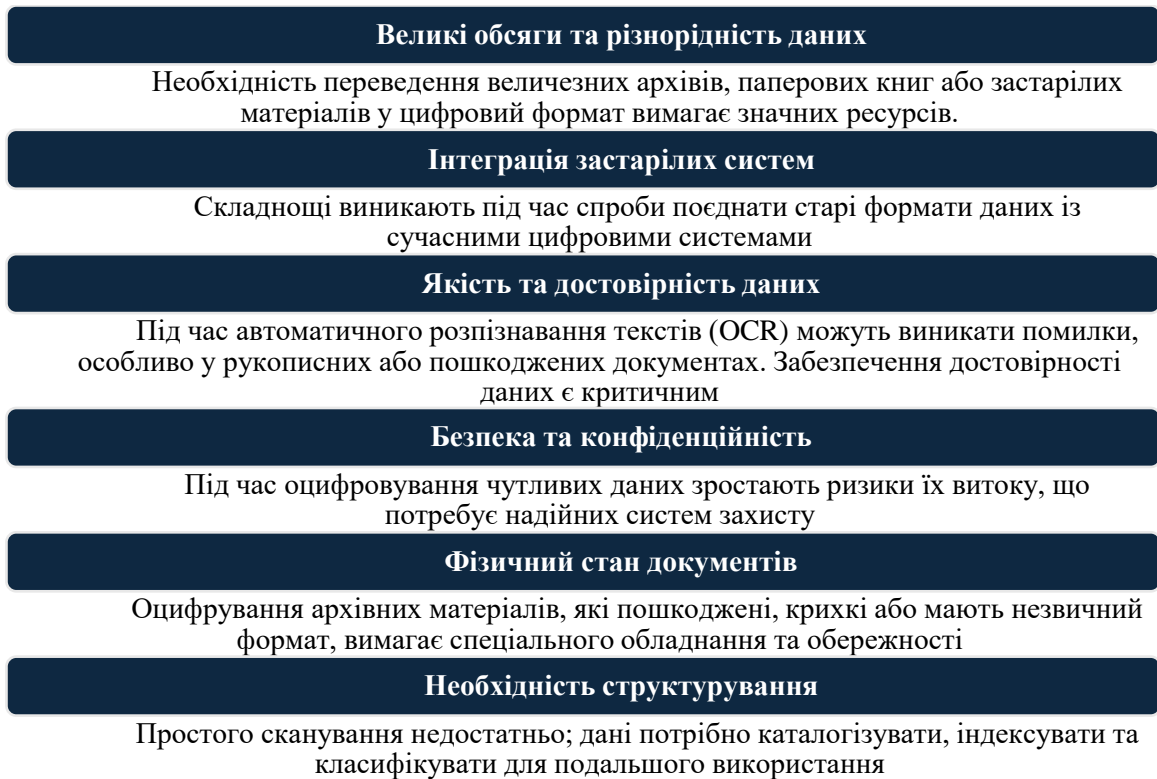 Великі обсяги та різнорідність даних
Необхідність переведення величезних архівів, паперових книг або застарілих
матеріалів у цифровий формат вимагає значних ресурсів.
Інтеграція застарілих систем
Складнощі виникають під час спроби поєднати старі формати даних із
сучасними цифровими системами
Якість та достовірність даних
Під час автоматичного розпізнавання текстів (OCR) можуть виникати помилки,
особливо у рукописних або пошкоджених документах. Забезпечення достовірності
даних є критичним
Безпека та конфіденційність
Під час оцифровування чутливих даних зростають ризики їх витоку, що
потребує надійних систем захисту
Фізичний стан документів
Оцифрування архівних матеріалів, які пошкоджені, крихкі або мають незвичний
формат, вимагає спеціального обладнання та обережності
Необхідність структурування
Простого сканування недостатньо; дані потрібно каталогізувати, індексувати та
класифікувати для подальшого використання